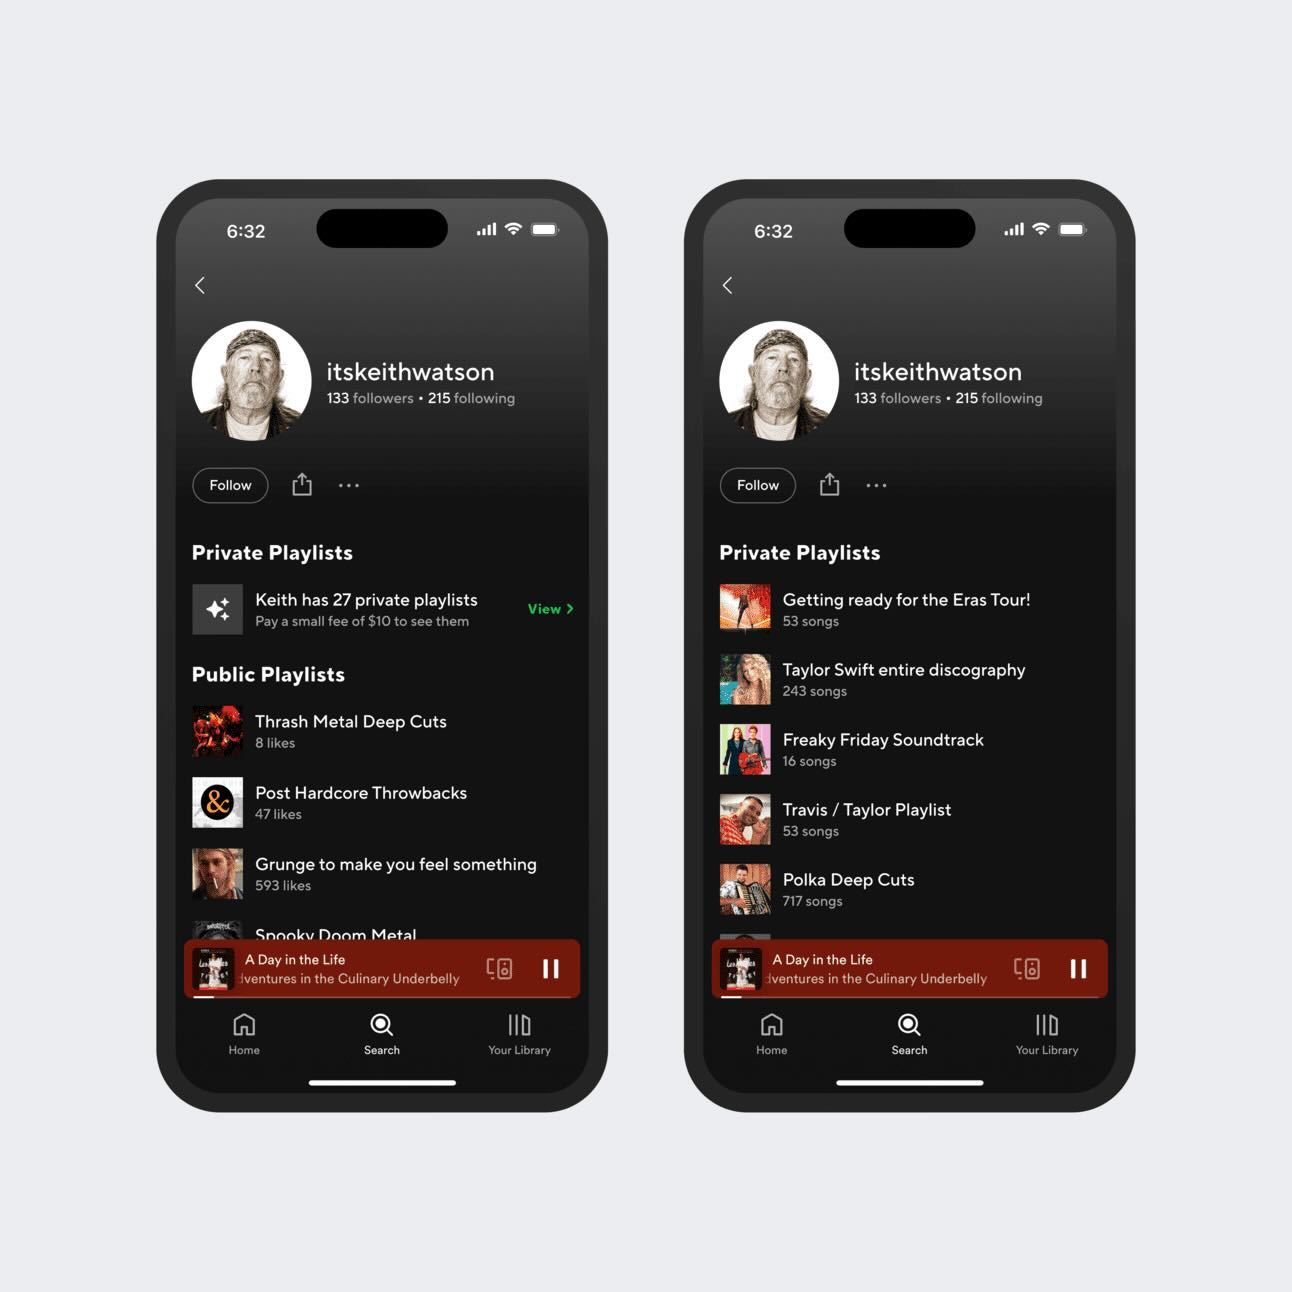 6:32
itskeithwatson
133 followers • 215 following
Follow
Private Playlists
Keith has 27 private playlists
Pay a small fee of $10 to see them
View
Public Playlists
Thrash Metal Deep Cuts
8 likes
&
Post Hardcore Throwbacks
47 likes
Grunge to make you feel something
593 likes
Spooky Doom Metal
A Day in the Life
dventures in the Culinary Underbelly
Home
Search
Your Library
6:32
itskeithwatson
133 followers • 215 following
Follow
Private Playlists
Getting ready for the Eras Tour!
53 songs
Taylor Swift entire discography
243 songs
Freaky Friday Soundtrack
16 songs
Travis / Taylor Playlist
53 songs
Polka Deep Cuts
717 songs
A Day in the Life
dventures in the Culinary Underbelly
Home
Search
Your Library